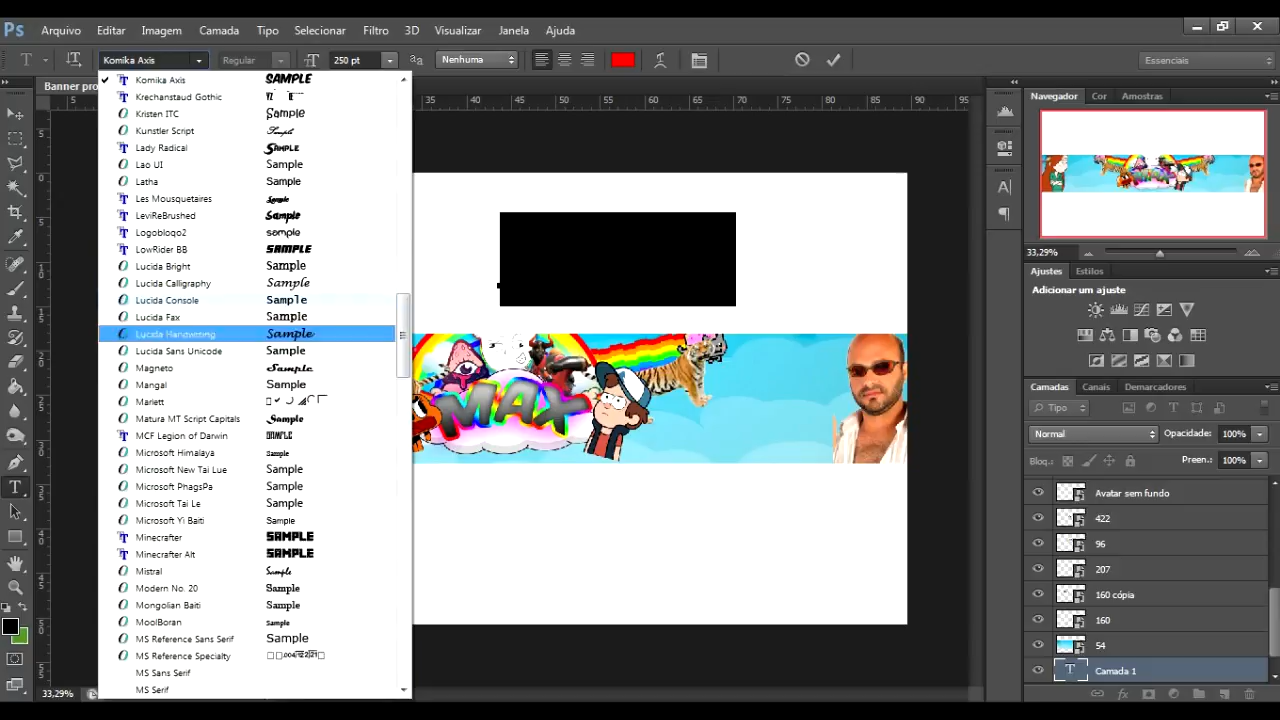 Ps Arquivo Editar Imagem Camada Tipo Selecionar Filtro 3D Visualizar Janela Ajuda
Komika Axis Regular 250 pt Nenhuma Essenciais
Banner pro
5 35 40 45 50 55 60 65 70 75 80 85 90 95
Komika Axis SAMPLE
Krechanstaud Gothic
Kristen ITC Sample
Kunstler Script Sample
Lady Radical SAMPLE
Lao UI Sample
Latha Sample
Les Mousquetaires Sample
LeviReBrushed Sample
Logobloqo2 sample
LowRider BB SAMPLE
Lucida Bright Sample
Lucida Calligraphy Sample
Lucida Console Sample
Lucida Fax Sample
Lucida Handwriting Sample
Lucida Sans Unicode Sample
Magneto Sample
Mangal Sample
Marlett
Matura MT Script Capitals Sample
MCF Legion of Darwin SAMPLE
Microsoft Himalaya Sample
Microsoft New Tai Lue Sample
Microsoft PhagsPa Sample
Microsoft Tai Le Sample
Microsoft Yi Baiti Sample
Minecrafter SAMPLE
Minecrafter Alt SAMPLE
Mistral Sample
Modern No. 20 Sample
Mongolian Baiti Sample
MoolBoran Sample
MS Reference Sans Serif Sample
MS Reference Specialty
MS Sans Serif
MS Serif
MAX
Navegador Cor Amostras
33,29%
Ajustes Estilos
Adicionar um ajuste
Camadas Canais Demarcadores
Tipo
Normal Opacidade: 100%
Bloq.: Preen.: 100%
Avatar sem fundo
422
96
207
160 cópia
160
54
T Camada 1
33,29%